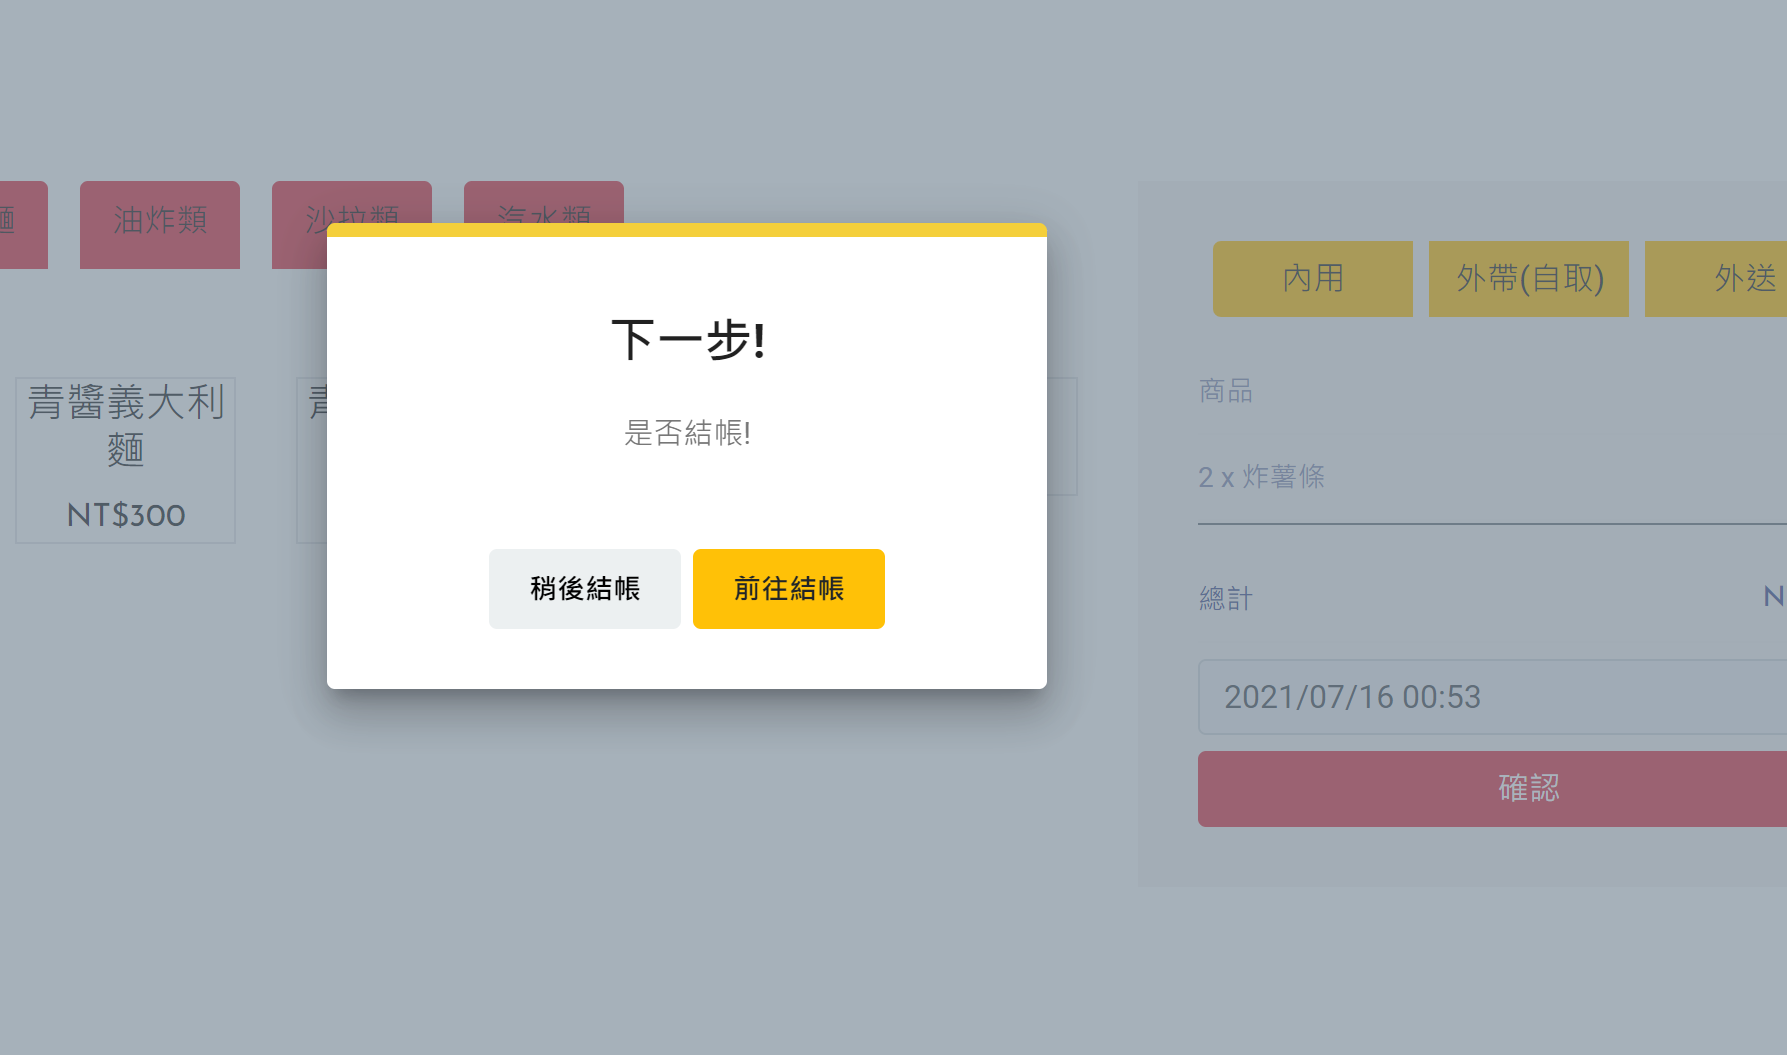 麵
油炸類
沙拉類
汽水類
內用
外帶(自取)
外送
下一步!
是否結帳!
稍後結帳
前往結帳
青醬義大利
麵
NT$300
青
商品
2 x 炸薯條
總計
N
2021/07/16 00:53
確認